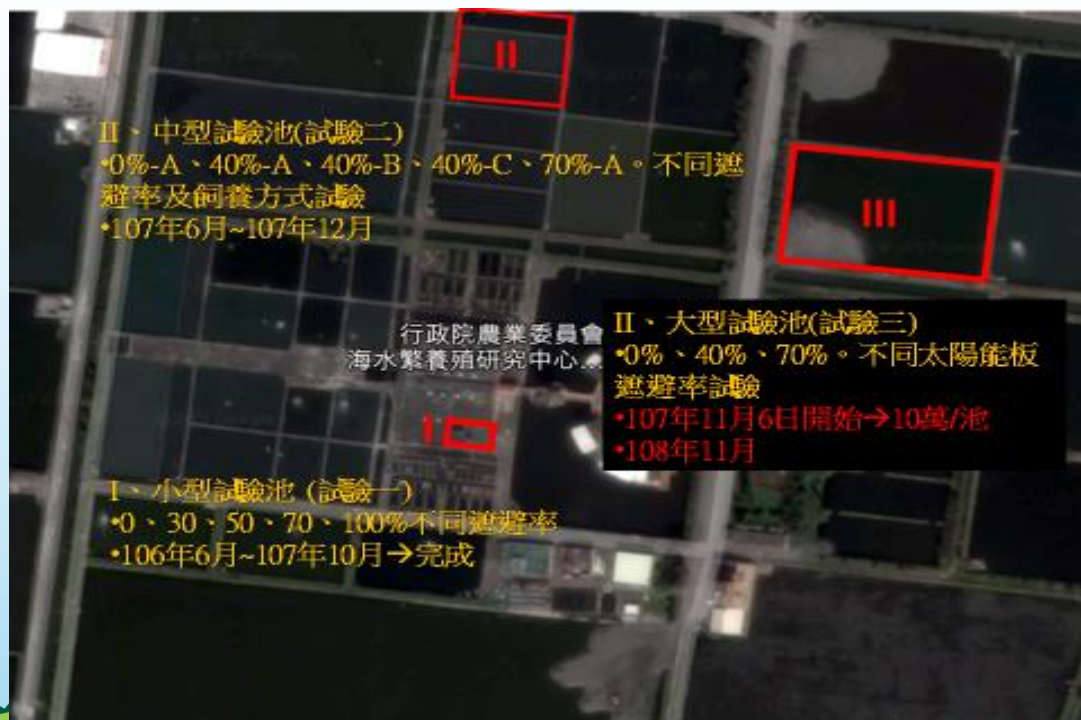 II
II、中型試驗池(試驗二)
•0%-A、40%-A、40%-B、40%-C、70%-A。不同遮
避率及飼養方式試驗
•107年6月~107年12月
III
行政院農業委員會
海水繁養殖研究中心...
II、大型試驗池(試驗三)
•0%、40%、70%。不同太陽能板
遮避率試驗
•107年11月6日開始→10萬/池
•108年11月
I
I、小型試驗池 (試驗一)
•0、30、50、70、100%不同遮避率
•106年6月~107年10月→完成